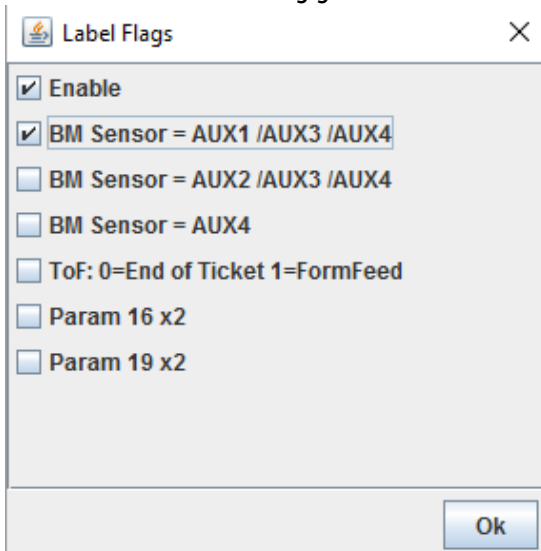 Label Flags
Enable
BM Sensor = AUX1 /AUX3 /AUX4
BM Sensor = AUX2 /AUX3 /AUX4
BM Sensor = AUX4
ToF: 0=End of Ticket 1=FormFeed
Param 16 x2
Param 19 x2
Ok